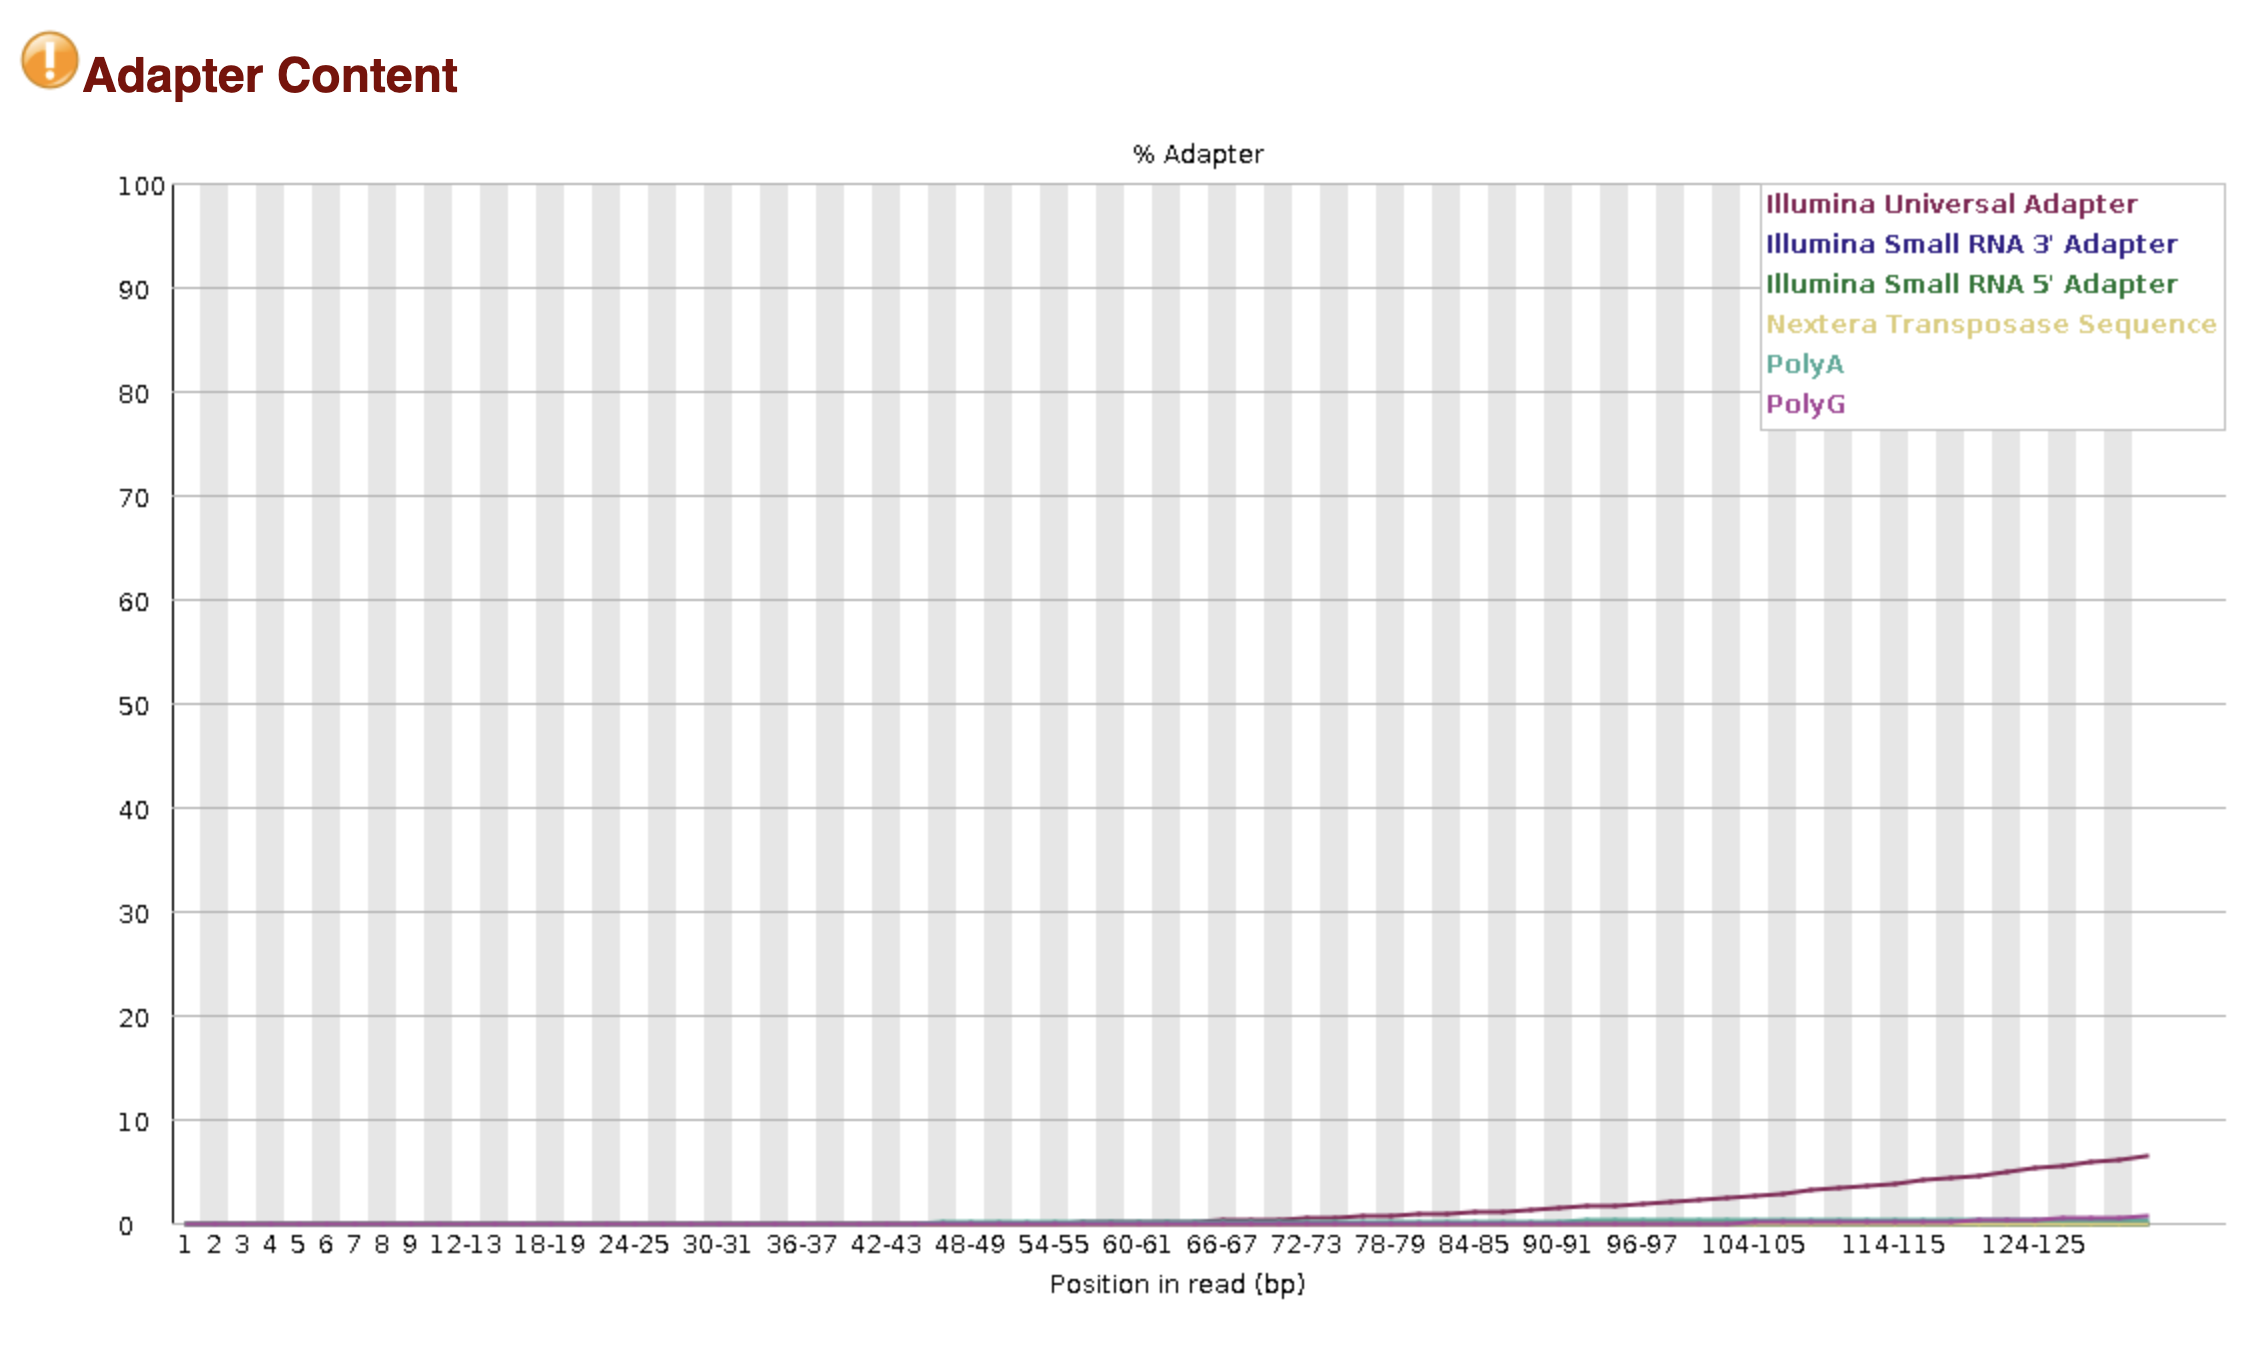 Adapter Content
% Adapter
100
90
80
70
60
50
40
30
20
10
0
Illumina Universal Adapter
Illumina Small RNA 3' Adapter
Illumina Small RNA 5' Adapter
Nextera Transposase Sequence
PolyA
PolyG
1 2 3 4 5 6 7 8 9 12-13 18-19 24-25 30-31 36-37 42-43 48-49 54-55 60-61 66-67 72-73 78-79 84-85 90-91 96-97 104-105 114-115 124-125
Position in read (bp)